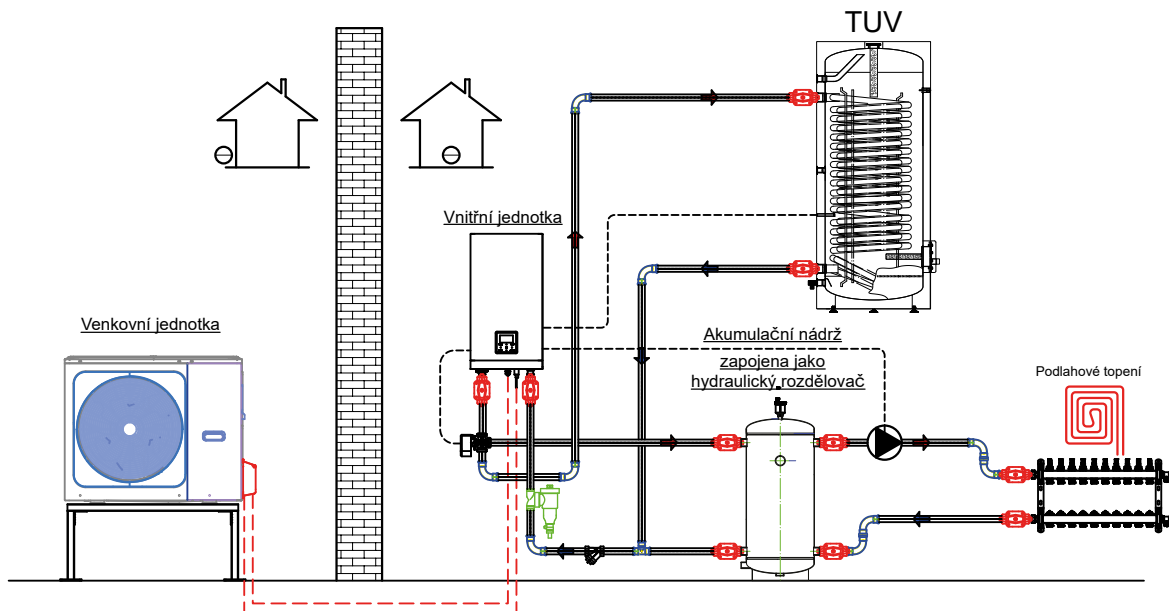 TUV
Vnitřní jednotka
Venkovní jednotka
Akumulační nádrž
zapojena jako
hydraulický rozdělovač
Podlahové topení